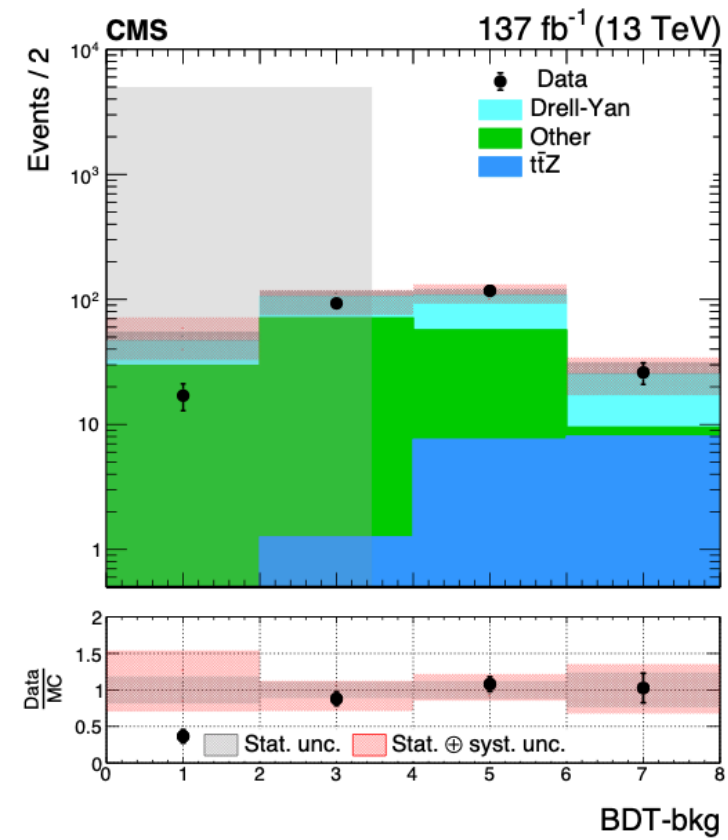 CMS 137 fb⁻¹ (13 TeV)
Events / 2
10⁴
10³
10²
10
1
Data
Drell-Yan
Other
tt̄Z
Data
MC
2
1.5
1
0.5
0
Stat. unc. Stat. ⊕ syst. unc.
0 1 2 3 4 5 6 7 8
BDT-bkg